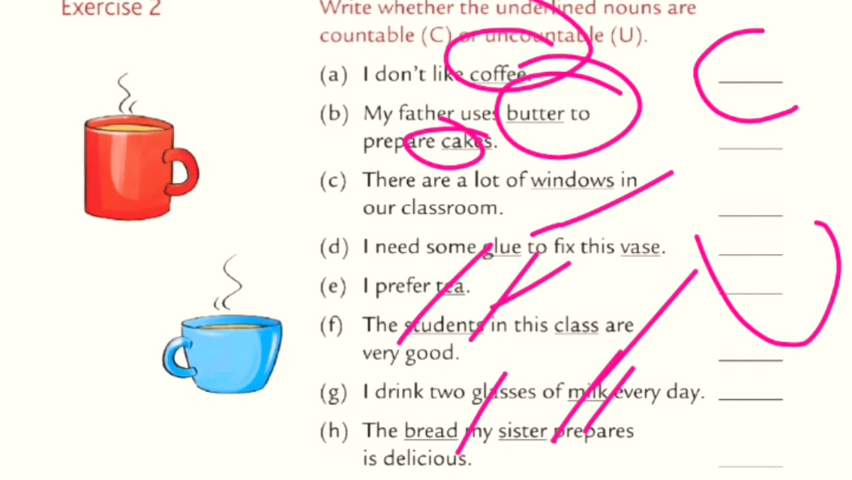 Exercise 2
Write whether the underlined nouns are
countable (C) or uncountable (U).
(a) I don't like coffee.
(b) My father uses butter to
prepare cakes.
(c) There are a lot of windows in
our classroom.
(d) I need some glue to fix this vase.
(e) I prefer tea.
(f) The students in this class are
very good.
(g) I drink two glasses of milk every day.
(h) The bread my sister prepares
is delicious.